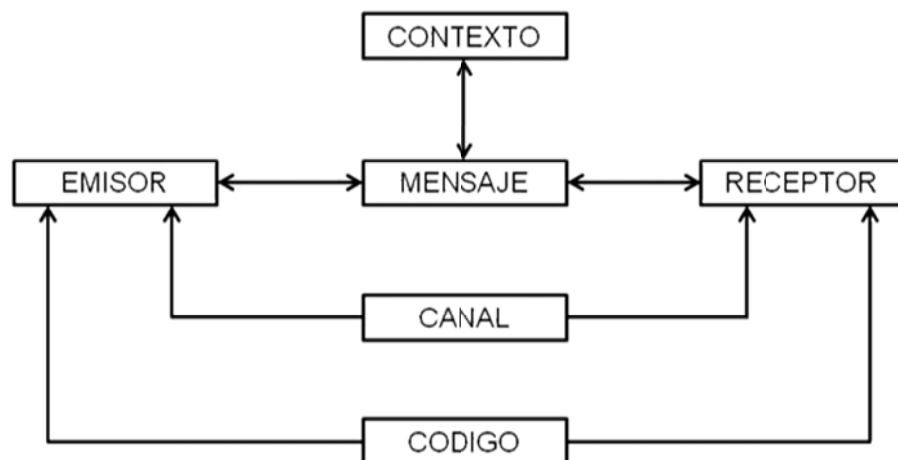 CONTEXTO
EMISOR
MENSAJE
RECEPTOR
CANAL
CODIGO